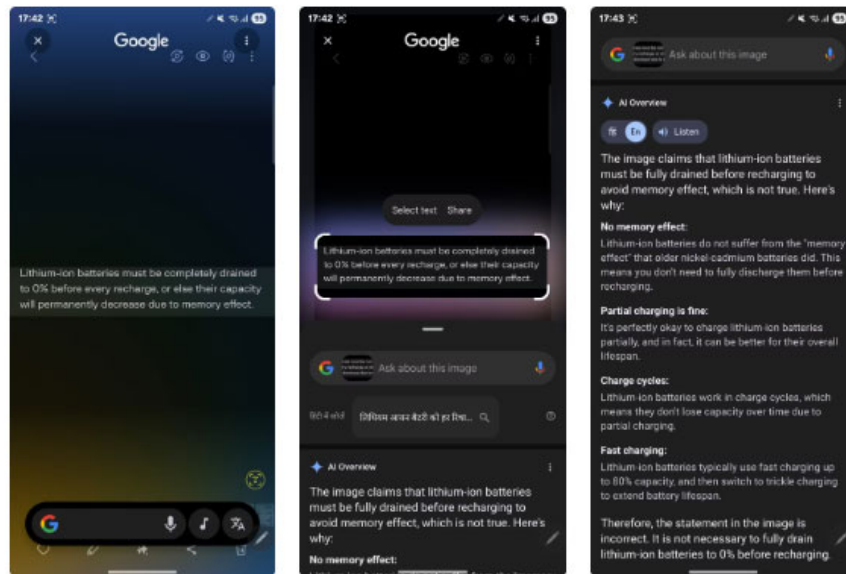 17:42
95
Google
Lithium-ion batteries must be completely drained
to 0% before every recharge, or else their capacity
will permanently decrease due to memory effect.
17:42
95
Google
Select text Share
Lithium-ion batteries must be completely drained
to 0% before every recharge, or else their capacity
will permanently decrease due to memory effect.
Ask about this image
लिथियम आयन बैटरी को हर रिचा...
AI Overview
The image claims that lithium-ion batteries
must be fully drained before recharging to
avoid memory effect, which is not true. Here's
why:
No memory effect:
17:43
95
Ask about this image
AI Overview
हिं En Listen
The image claims that lithium-ion batteries
must be fully drained before recharging to
avoid memory effect, which is not true. Here's
why:
No memory effect:
Lithium-ion batteries do not suffer from the "memory
effect" that older nickel-cadmium batteries did. This
means you don't need to fully discharge them before
recharging.
Partial charging is fine:
It's perfectly okay to charge lithium-ion batteries
partially, and in fact, it can be better for their overall
lifespan.
Charge cycles:
Lithium-ion batteries work in charge cycles, which
means they don't lose capacity over time due to
partial charging.
Fast charging:
Lithium-ion batteries typically use fast charging up
to 80% capacity, and then switch to trickle charging
to extend battery lifespan.
Therefore, the statement in the image is
incorrect. It is not necessary to fully drain
lithium-ion batteries to 0% before recharging.